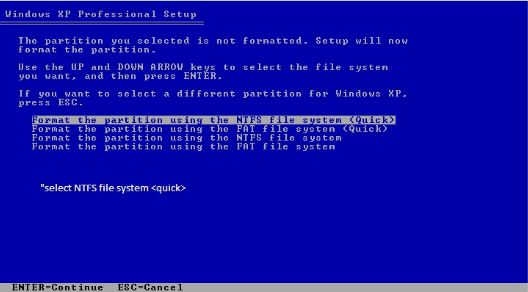 Windows XP Professional Setup
The partition you selected is not formatted. Setup will now
format the partition.
Use the UP and DOWN ARROW keys to select the file system
you want, and then press ENTER.
If you want to select a different partition for Windows XP,
press ESC.
Format the partition using the NTFS file system (Quick)
Format the partition using the FAT file system (Quick)
Format the partition using the NTFS file system
Format the partition using the FAT file system
"select NTFS file system <quick>
ENTER=Continue ESC=Cancel